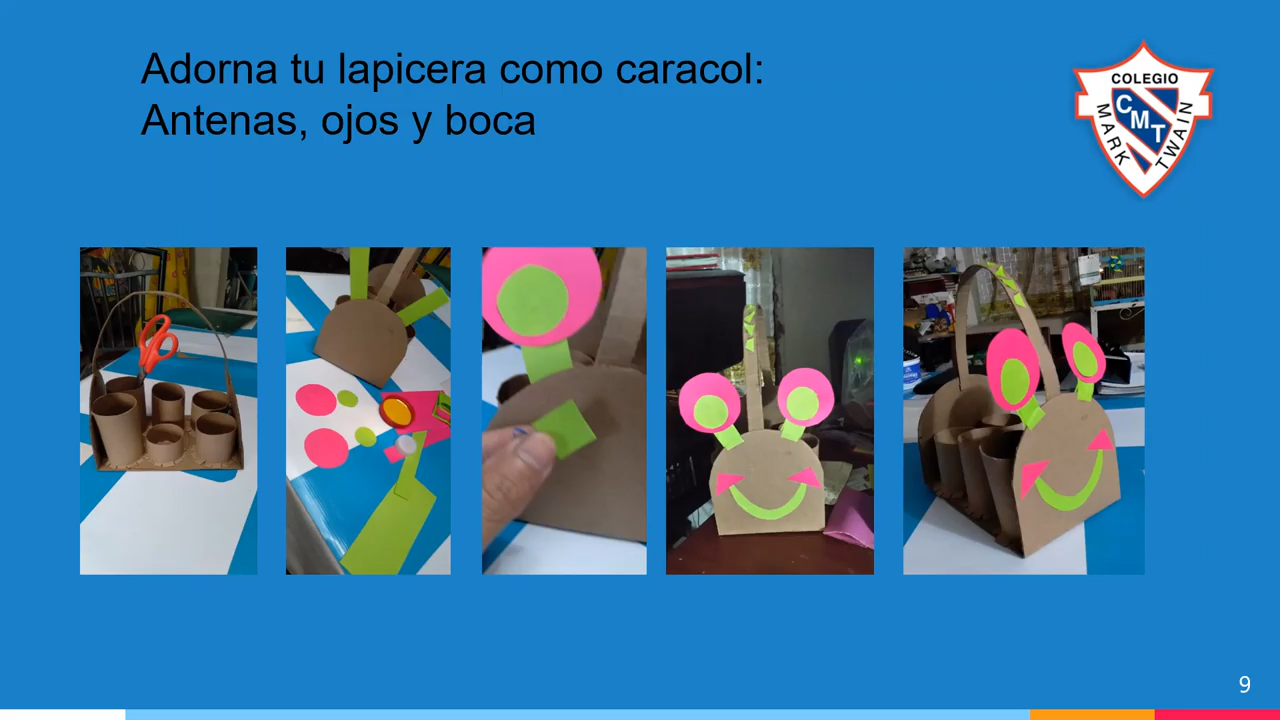 Adorna tu lapicera como caracol:
Antenas, ojos y boca
COLEGIO
MARK
CMT
TWAIN
9